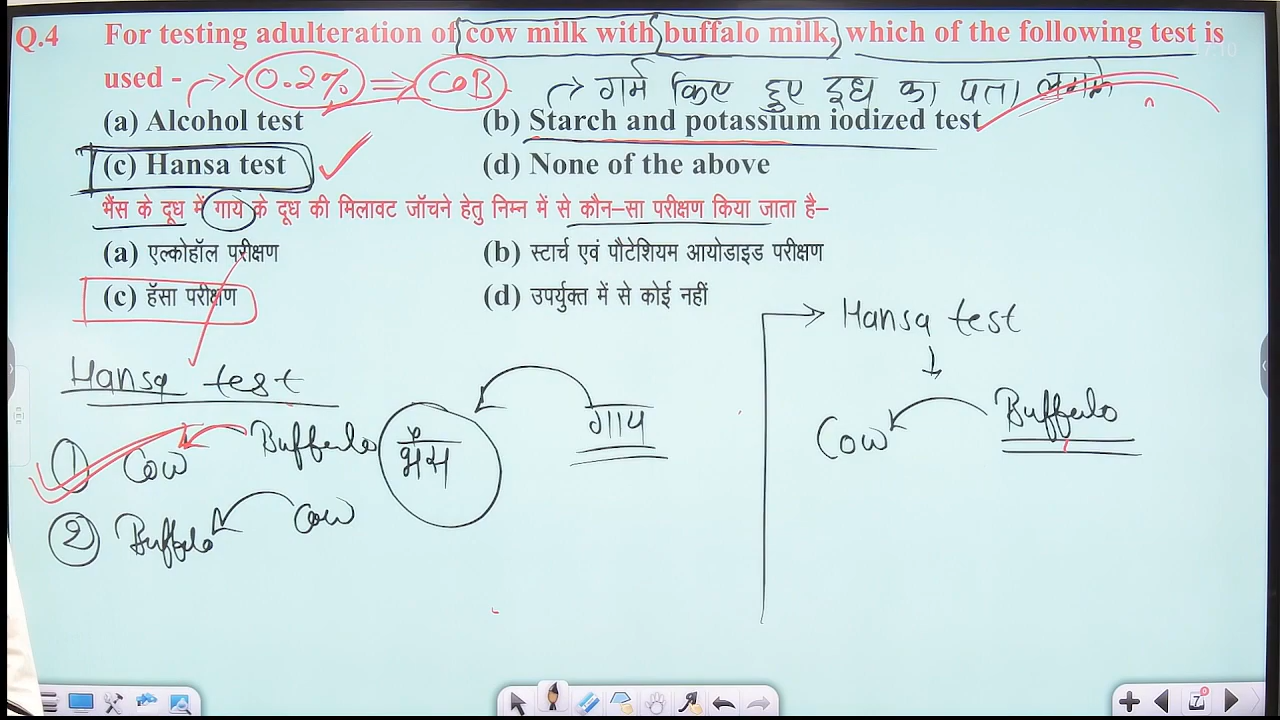 Q.4 For testing adulteration of cow milk with buffalo milk, which of the following test is
used - 0.2% ⇒ COB → गर्म किए हुए दूध का पता लगाने
(a) Alcohol test (b) Starch and potassium iodized test
(c) Hansa test (d) None of the above
भैंस के दूध में गाये के दूध की मिलावट जॉचने हेतु निम्न में से कौन–सा परीक्षण किया जाता है–
(a) एल्कोहॉल परीक्षण (b) स्टार्च एवं पौटेशियम आयोडाइड परीक्षण
(c) हॅसा परीक्षण (d) उपर्युक्त में से कोई नहीं
Hansa test
Hansa test
① Cow Buffalo भैंस गाय
② Buffalo Cow
Cow Buffalo